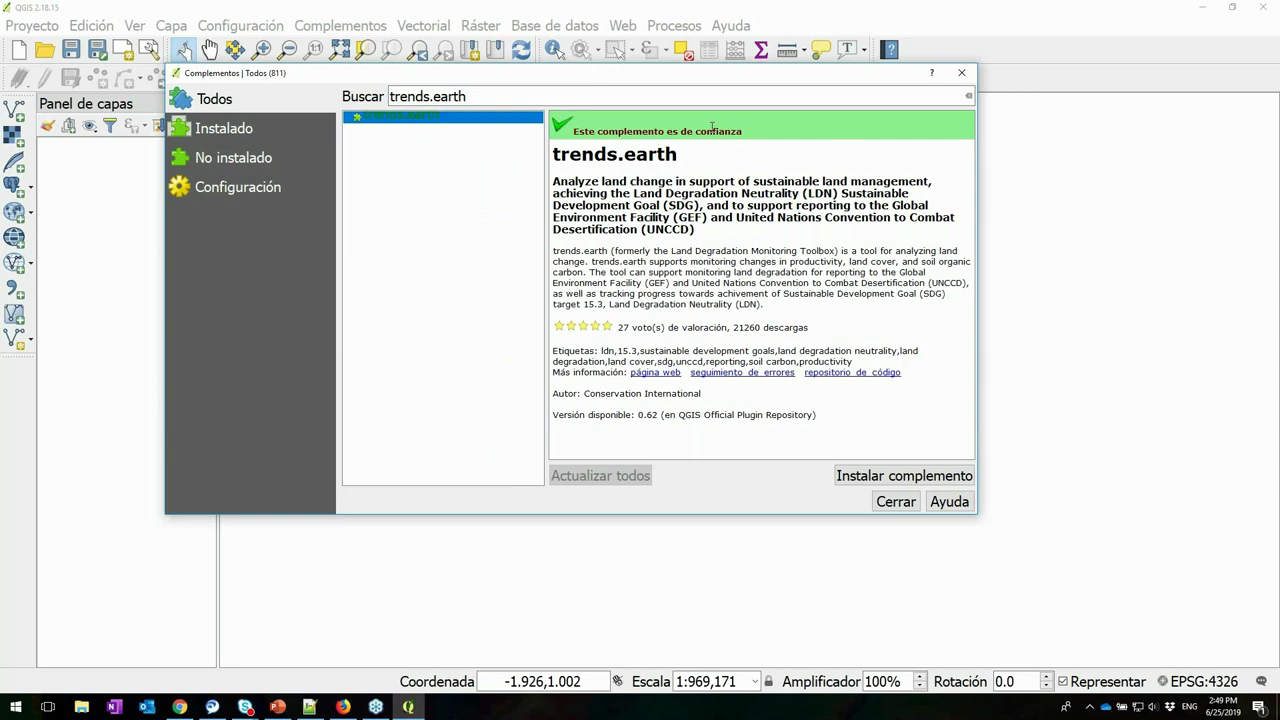 QGIS 2.18.15
Proyecto Edición Ver Capa Configuración Complementos Vectorial Ráster Base de datos Web Procesos Ayuda
Panel de capas
Complementos | Todos (811)
Todos
Instalado
No instalado
Configuración
Buscar trends.earth
trends.earth
Este complemento es de confianza
trends.earth
Analyze land change in support of sustainable land management,
achieving the Land Degradation Neutrality (LDN) Sustainable
Development Goal (SDG), and to support reporting to the Global
Environment Facility (GEF) and United Nations Convention to Combat
Desertification (UNCCD)
trends.earth (formerly the Land Degradation Monitoring Toolbox) is a tool for analyzing land
change. trends.earth supports monitoring changes in productivity, land cover, and soil organic
carbon. The tool can support monitoring land degradation for reporting to the Global
Environment Facility (GEF) and United Nations Convention to Combat Desertification (UNCCD),
as well as tracking progress towards achivement of Sustainable Development Goal (SDG)
target 15.3, Land Degradation Neutrality (LDN).
27 voto(s) de valoración, 21260 descargas
Etiquetas: ldn,15.3,sustainable development goals,land degradation neutrality,land
degradation,land cover,sdg,unccd,reporting,soil carbon,productivity
Más información: página web seguimiento de errores repositorio de código
Autor: Conservation International
Versión disponible: 0.62 (en QGIS Official Plugin Repository)
Actualizar todos Instalar complemento
Cerrar Ayuda
Coordenada -1.926,1.002 Escala 1:969,171 Amplificador 100% Rotación 0.0 Representar EPSG:4326
2:49 PM
6/25/2019